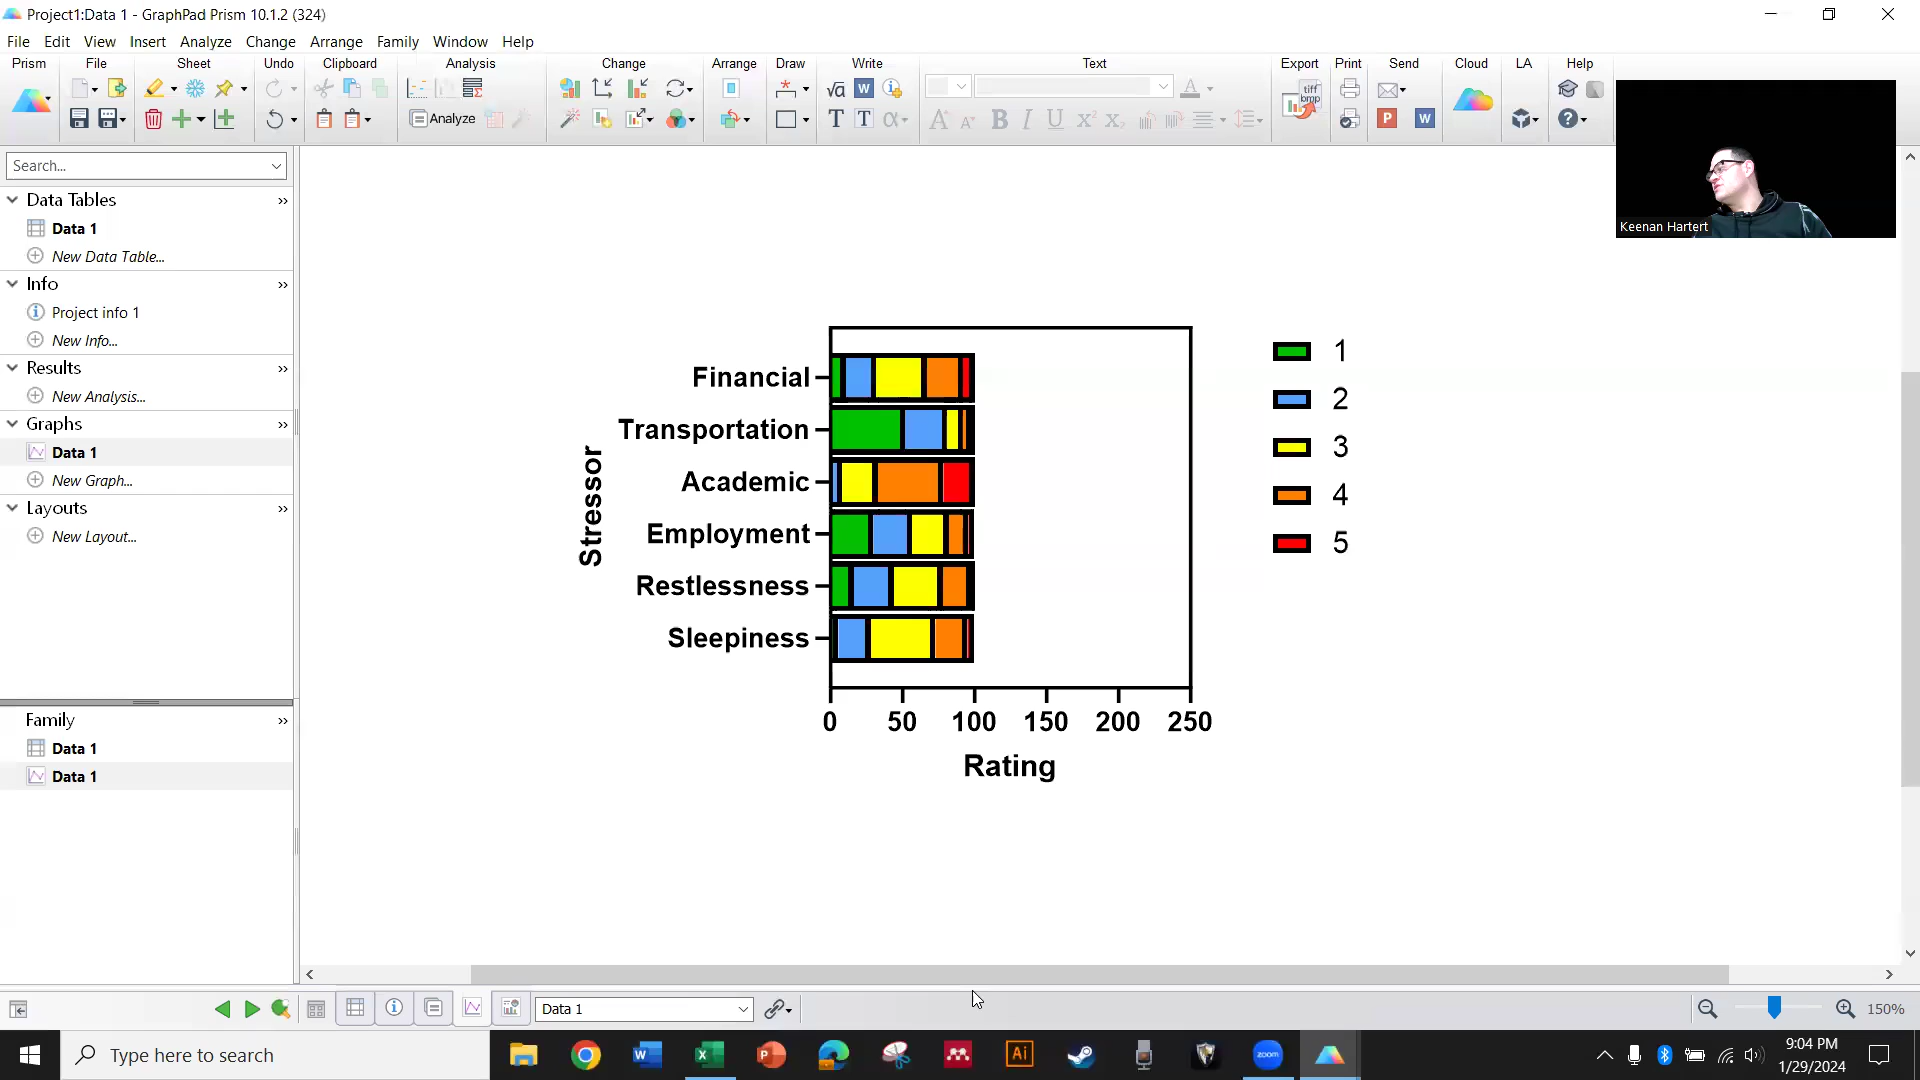 Project1:Data 1 - GraphPad Prism 10.1.2 (324)
File Edit View Insert Analyze Change Arrange Family Window Help
Prism File Sheet Undo Clipboard Analysis Change Arrange Draw Write Text Export Print Send Cloud LA Help
Analyze
tiff
bmp
Search...
Data Tables
Data 1
New Data Table...
Info
Project info 1
New Info...
Results
New Analysis...
Graphs
Data 1
New Graph...
Layouts
New Layout...
Family
Data 1
Data 1
Keenan Hartert
Stressor
Financial
Transportation
Academic
Employment
Restlessness
Sleepiness
0 50 100 150 200 250
Rating
1
2
3
4
5
Data 1
150%
Type here to search
Ai
zoom
9:04 PM
1/29/2024